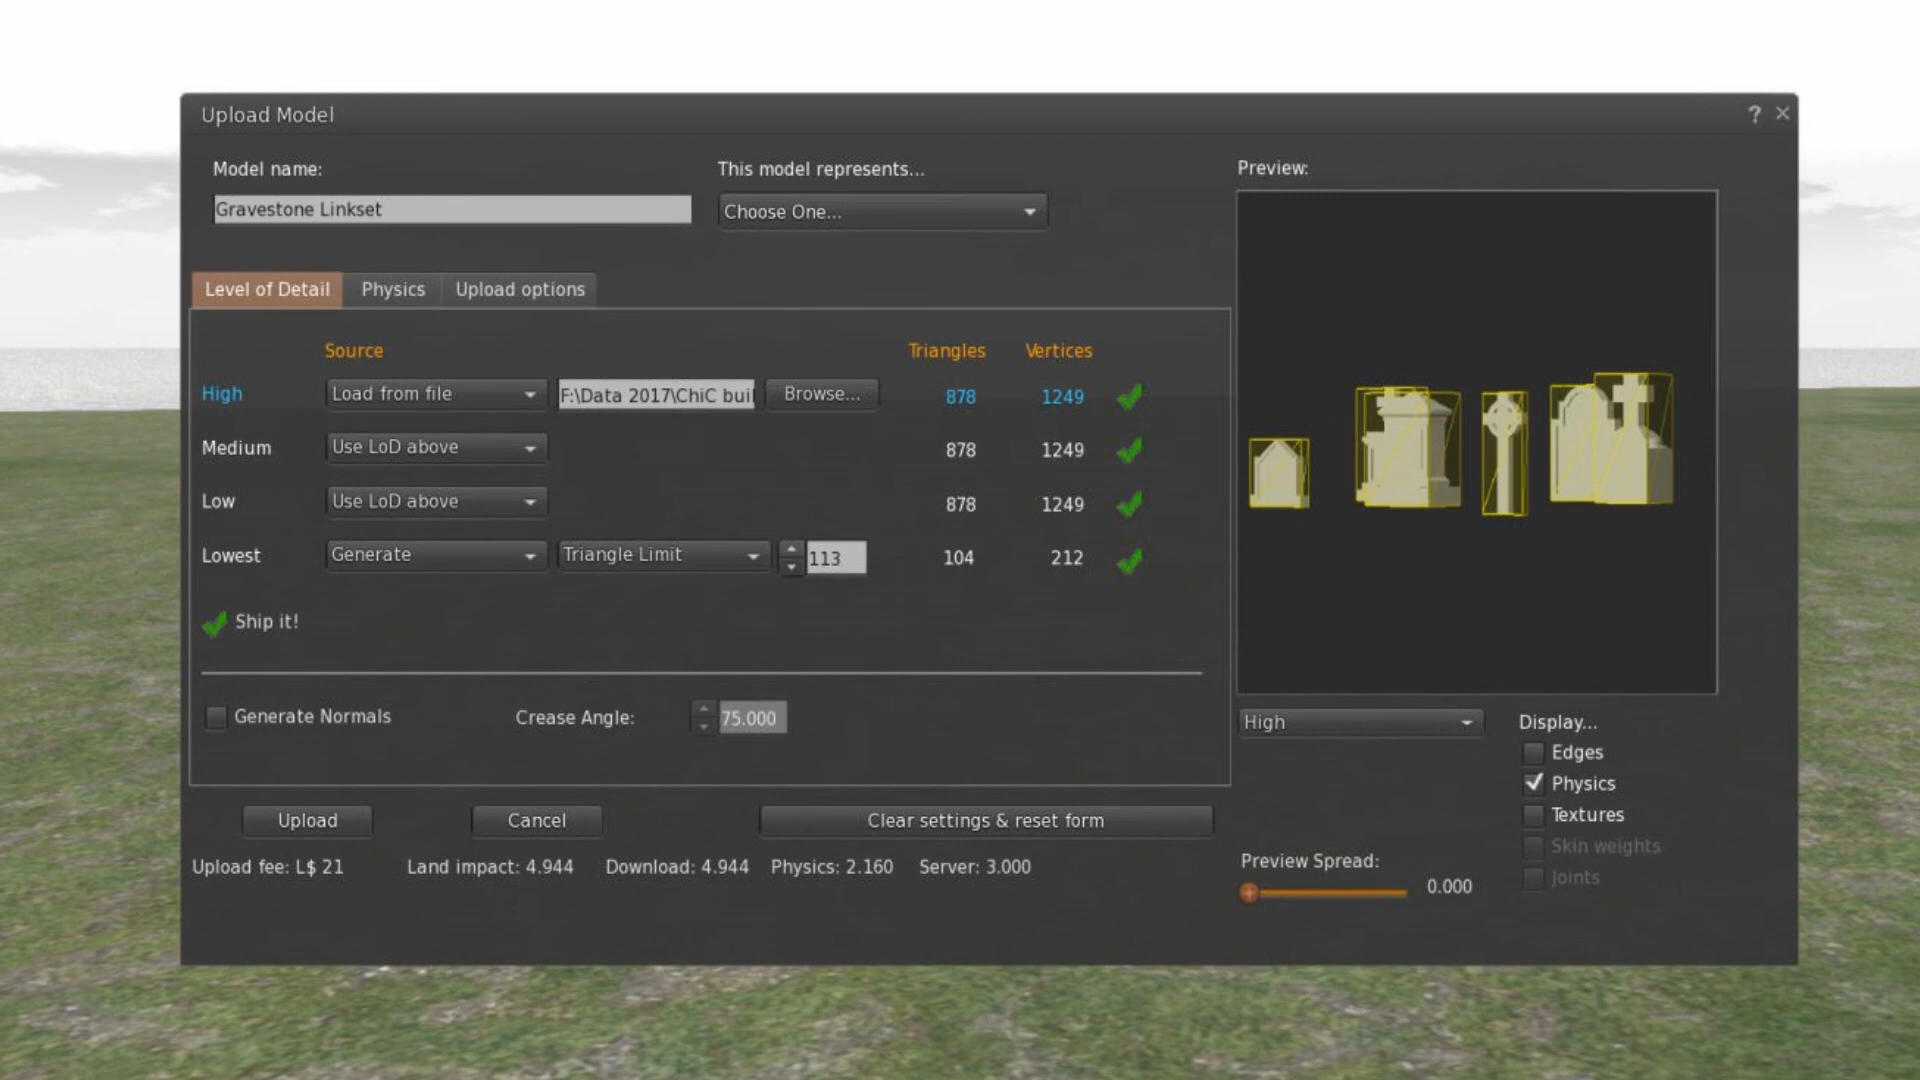 Upload Model ?
Model name:
Gravestone Linkset
This model represents...
Choose One...
Preview:
Level of Detail Physics Upload options
Source Triangles Vertices
High Load from file F:\Data 2017\ChiC buil Browse... 878 1249
Medium Use LoD above 878 1249
Low Use LoD above 878 1249
Lowest Generate Triangle Limit 113 104 212
Ship it!
Generate Normals Crease Angle: 75.000
High
Display...
Edges
Physics
Textures
Skin weights
Joints
Preview Spread:
0.000
Upload Cancel Clear settings & reset form
Upload fee: L$ 21 Land impact: 4.944 Download: 4.944 Physics: 2.160 Server: 3.000